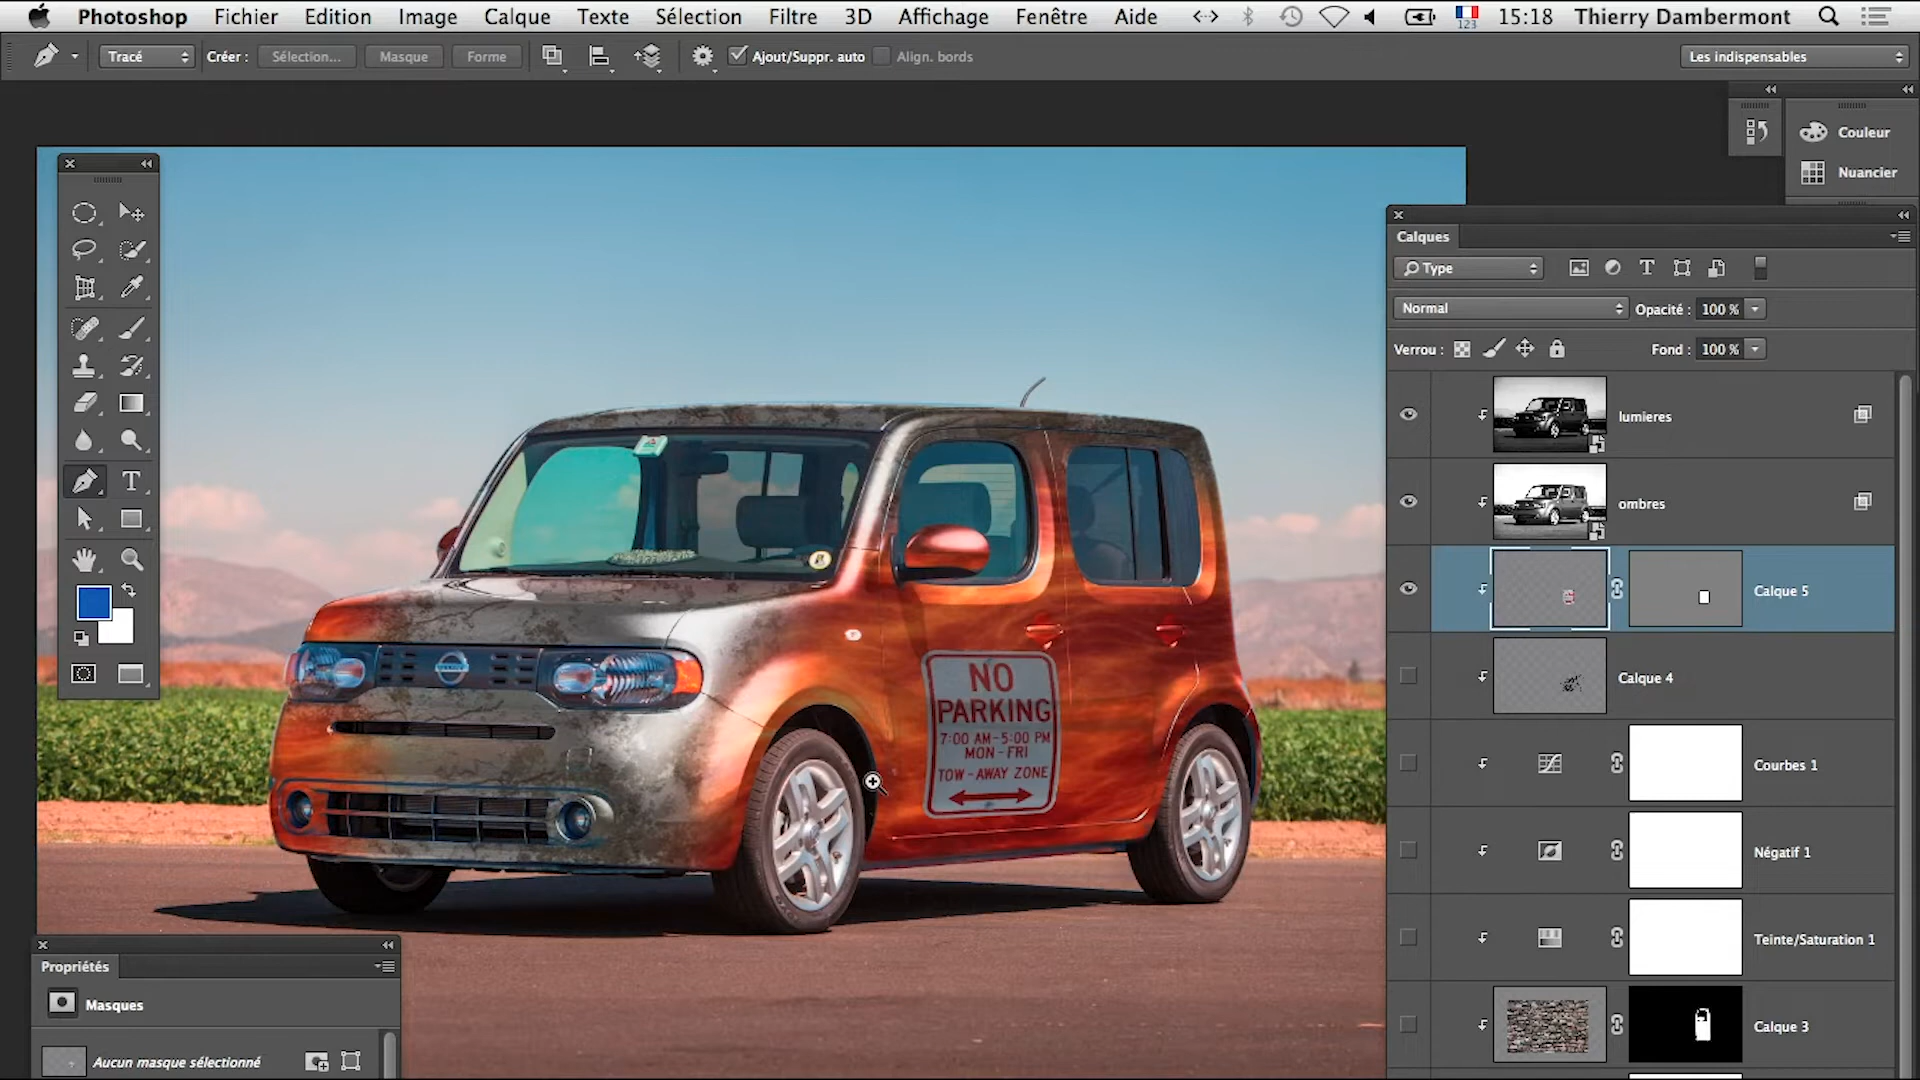 Photoshop Fichier Edition Image Calque Texte Sélection Filtre 3D Affichage Fenêtre Aide 123 15:18 Thierry Dambermont
Tracé Créer : Sélection... Masque Forme Ajout/Suppr. auto Align. bords Les indispensables
Couleur
Nuancier
Calques
Type
Normal Opacité : 100 %
Verrou : Fond : 100 %
lumieres
ombres
Calque 5
Calque 4
Courbes 1
Négatif 1
Teinte/Saturation 1
Calque 3
NISSAN
NO
PARKING
7:00 AM-5:00 PM
MON-FRI
TOW-AWAY ZONE
Propriétés
Masques
Aucun masque sélectionné